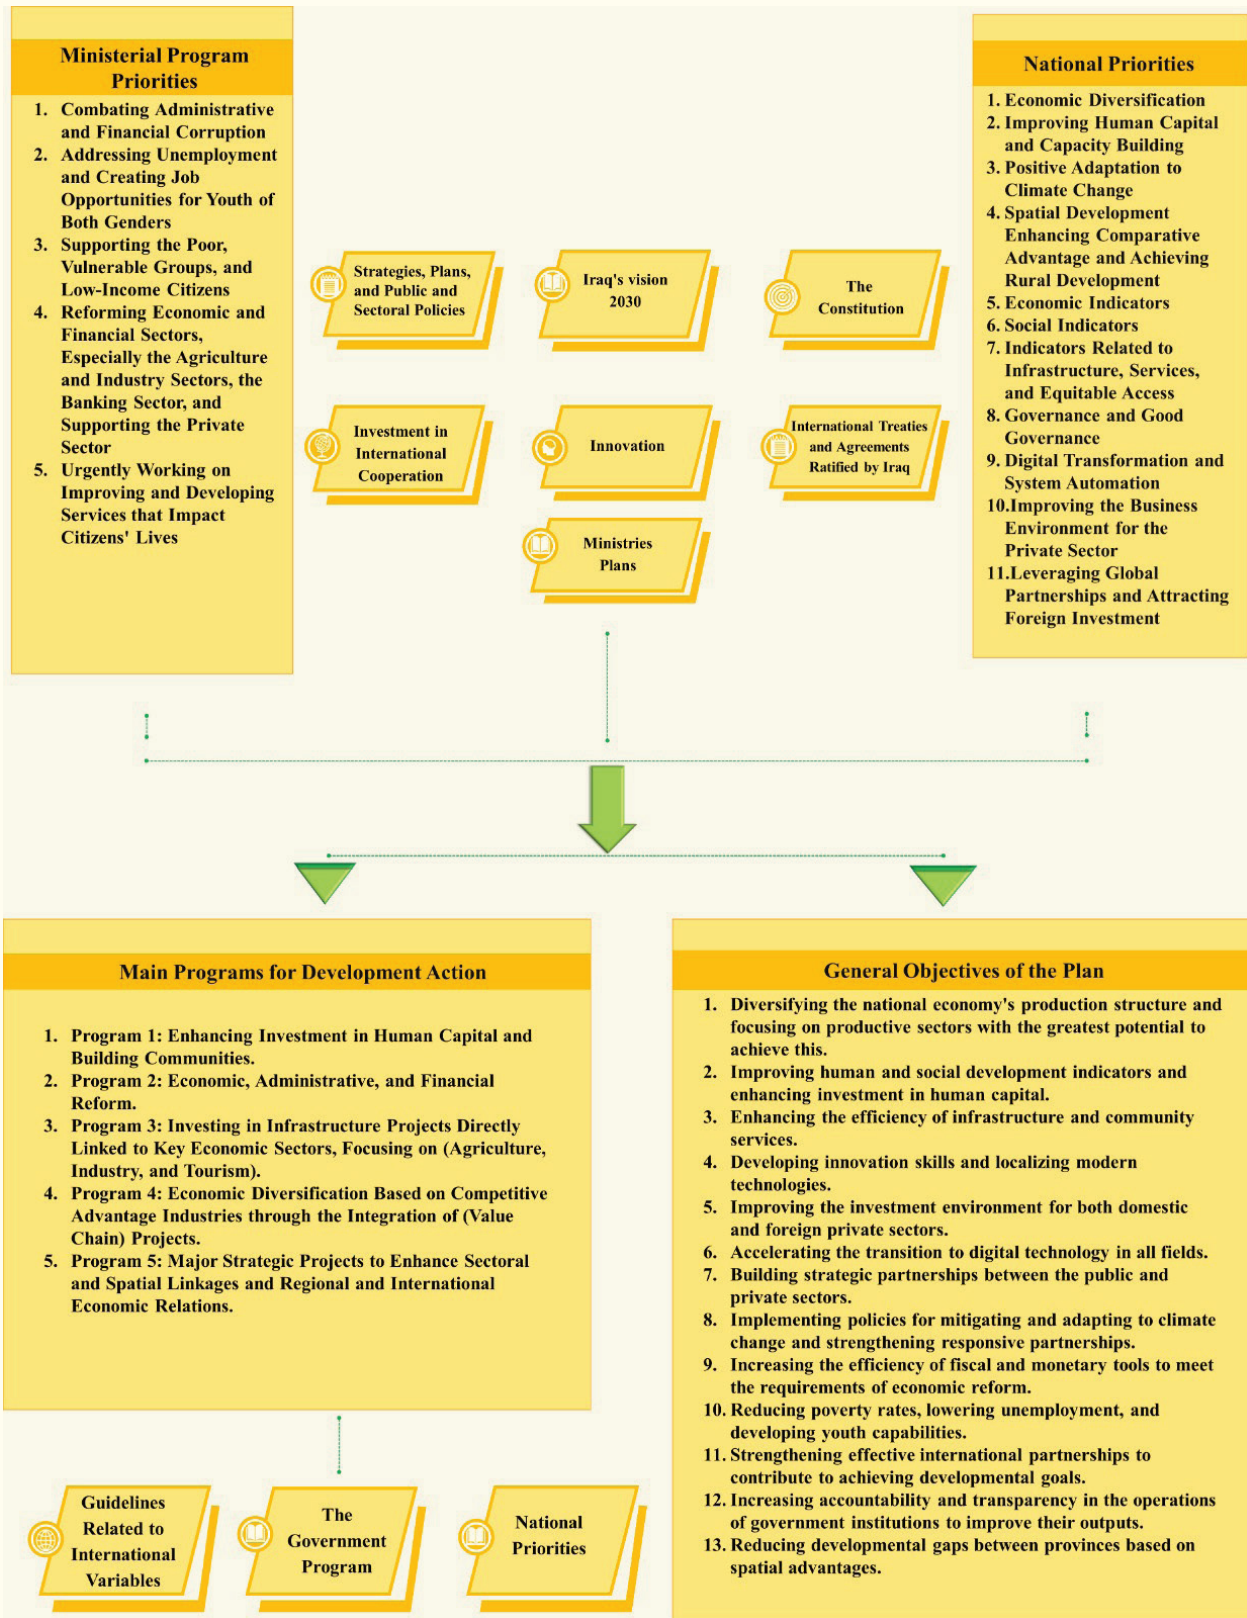 Ministerial Program
Priorities
1. Combating Administrative
and Financial Corruption
2. Addressing Unemployment
and Creating Job
Opportunities for Youth of
Both Genders
3. Supporting the Poor,
Vulnerable Groups, and
Low-Income Citizens
4. Reforming Economic and
Financial Sectors,
Especially the Agriculture
and Industry Sectors, the
Banking Sector, and
Supporting the Private
Sector
5. Urgently Working on
Improving and Developing
Services that Impact
Citizens' Lives
Strategies, Plans,
and Public and
Sectoral Policies
Iraq's vision
2030
The
Constitution
Investment in
International
Cooperation
Innovation
International Treaties
and Agreements
Ratified by Iraq
Ministries
Plans
National Priorities
1. Economic Diversification
2. Improving Human Capital
and Capacity Building
3. Positive Adaptation to
Climate Change
4. Spatial Development
Enhancing Comparative
Advantage and Achieving
Rural Development
5. Economic Indicators
6. Social Indicators
7. Indicators Related to
Infrastructure, Services,
and Equitable Access
8. Governance and Good
Governance
9. Digital Transformation and
System Automation
10.Improving the Business
Environment for the
Private Sector
11.Leveraging Global
Partnerships and Attracting
Foreign Investment
Main Programs for Development Action
1. Program 1: Enhancing Investment in Human Capital and
Building Communities.
2. Program 2: Economic, Administrative, and Financial
Reform.
3. Program 3: Investing in Infrastructure Projects Directly
Linked to Key Economic Sectors, Focusing on (Agriculture,
Industry, and Tourism).
4. Program 4: Economic Diversification Based on Competitive
Advantage Industries through the Integration of (Value
Chain) Projects.
5. Program 5: Major Strategic Projects to Enhance Sectoral
and Spatial Linkages and Regional and International
Economic Relations.
Guidelines
Related to
International
Variables
The
Government
Program
National
Priorities
General Objectives of the Plan
1. Diversifying the national economy's production structure and
focusing on productive sectors with the greatest potential to
achieve this.
2. Improving human and social development indicators and
enhancing investment in human capital.
3. Enhancing the efficiency of infrastructure and community
services.
4. Developing innovation skills and localizing modern
technologies.
5. Improving the investment environment for both domestic
and foreign private sectors.
6. Accelerating the transition to digital technology in all fields.
7. Building strategic partnerships between the public and
private sectors.
8. Implementing policies for mitigating and adapting to climate
change and strengthening responsive partnerships.
9. Increasing the efficiency of fiscal and monetary tools to meet
the requirements of economic reform.
10. Reducing poverty rates, lowering unemployment, and
developing youth capabilities.
11. Strengthening effective international partnerships to
contribute to achieving developmental goals.
12. Increasing accountability and transparency in the operations
of government institutions to improve their outputs.
13. Reducing developmental gaps between provinces based on
spatial advantages.